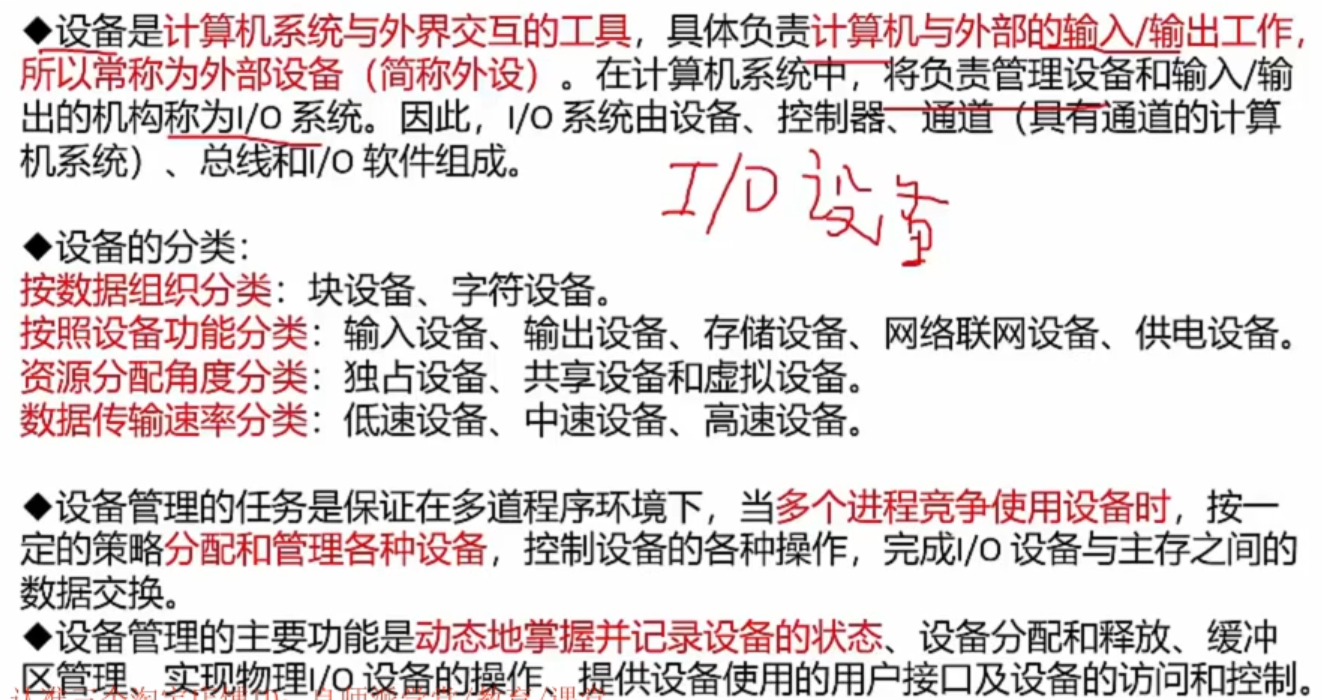 ◆设备是计算机系统与外界交互的工具，具体负责计算机与外部的输入/输出工作，
所以常称为外部设备（简称外设）。在计算机系统中，将负责管理设备和输入/输
出的机构称为I/O 系统。因此，I/O 系统由设备、控制器、通道（具有通道的计算
机系统）、总线和I/O 软件组成。
I/O 设备
◆设备的分类：
按数据组织分类：块设备、字符设备。
按照设备功能分类：输入设备、输出设备、存储设备、网络联网设备、供电设备。
资源分配角度分类：独占设备、共享设备和虚拟设备。
数据传输速率分类：低速设备、中速设备、高速设备。
◆设备管理的任务是保证在多道程序环境下，当多个进程竞争使用设备时，按一
定的策略分配和管理各种设备，控制设备的各种操作，完成I/O 设备与主存之间的
数据交换。
◆设备管理的主要功能是动态地掌握并记录设备的状态、设备分配和释放、缓冲
区管理、实现物理I/O 设备的操作、提供设备使用的用户接口及设备的访问和控制。